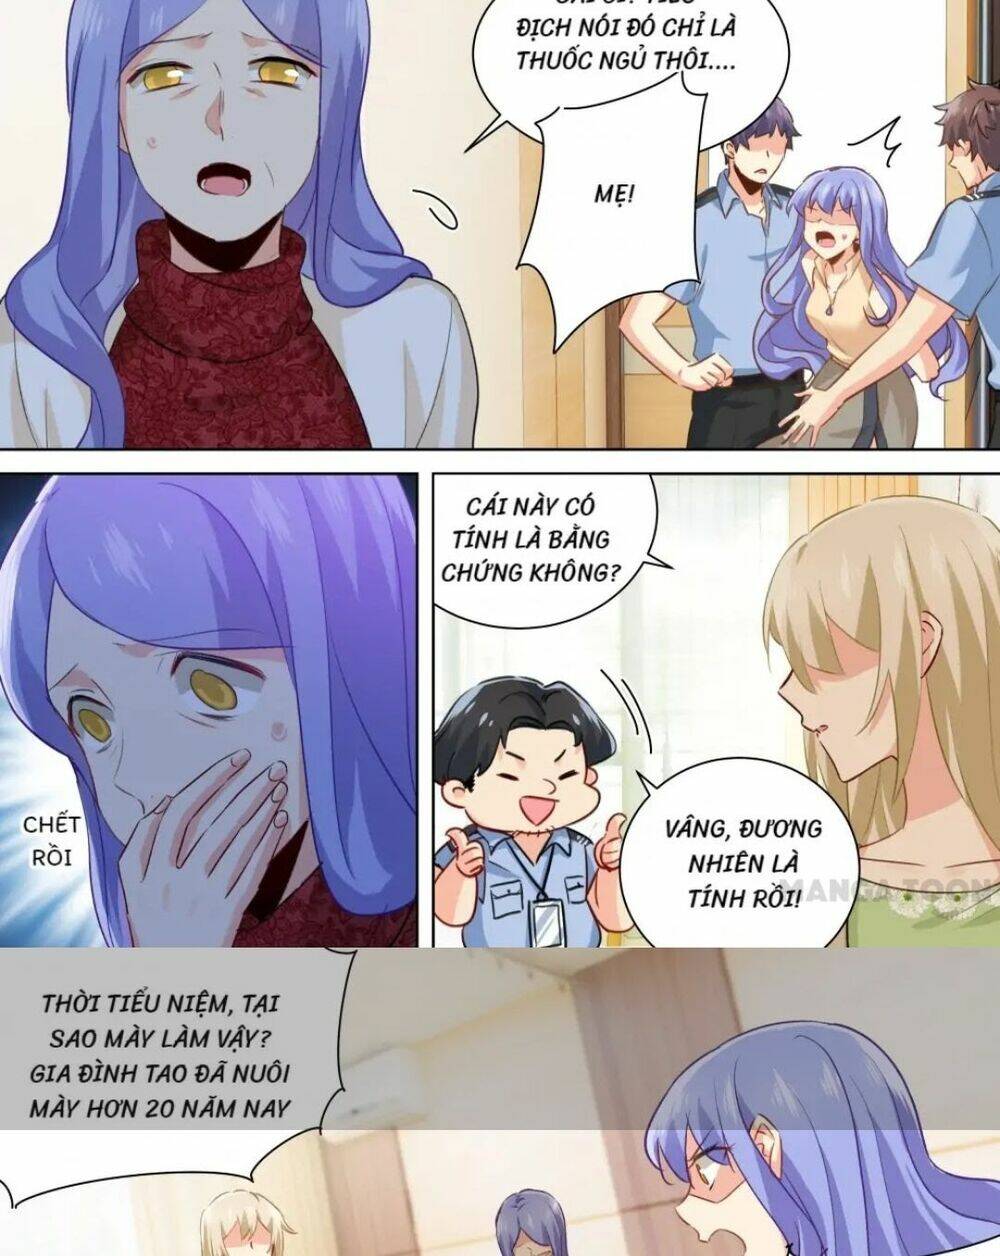 ĐỊCH NÓI ĐÓ CHỈ LÀ
THUỐC NGỦ THÔI....
MẸ!
CÁI NÀY CÓ
TÍNH LÀ BẰNG
CHỨNG KHÔNG?
CHẾT
RỒI
VÂNG, ĐƯƠNG
NHIÊN LÀ
TÍNH RỒI!
MANGA TOON
THỜI TIỂU NIỆM, TẠI
SAO MÀY LÀM VẬY?
GIA ĐÌNH TAO ĐÃ NUÔI
MÀY HƠN 20 NĂM NAY